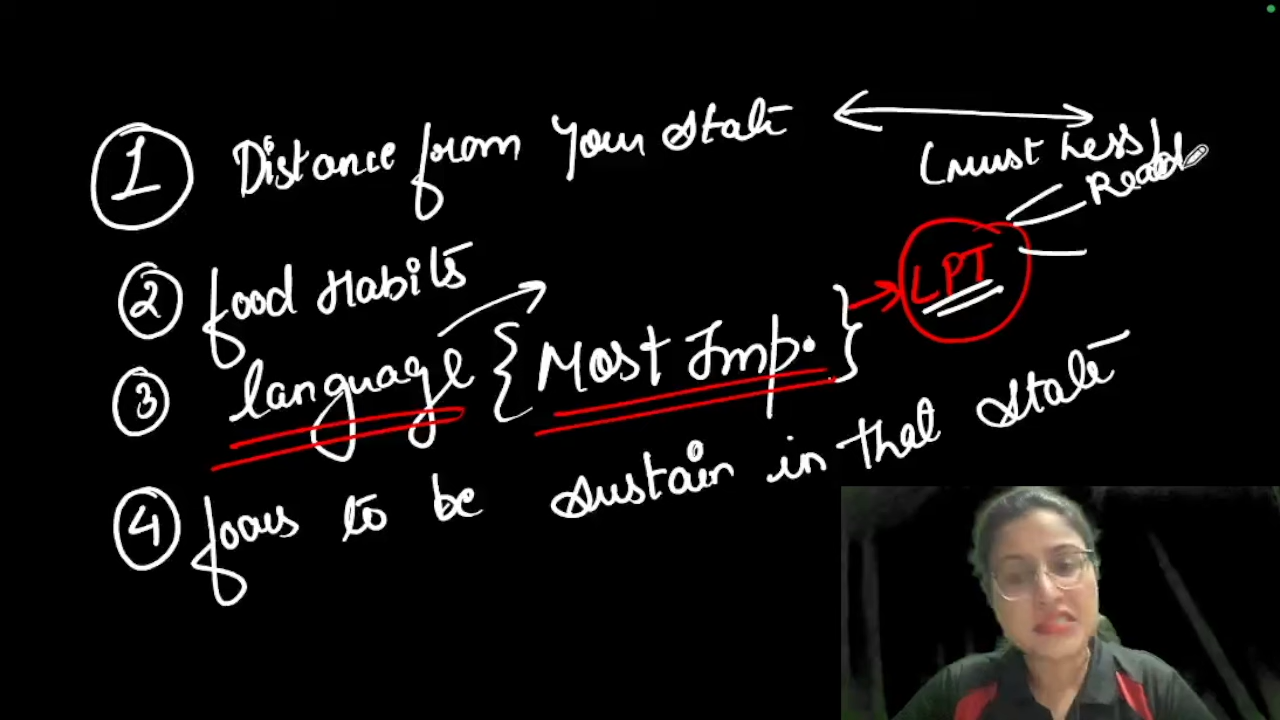 1 Distance from your state
(must Less)
Read
2 food Habits
LPT
3 language { Most Imp. }
4 focus to be sustain in that state